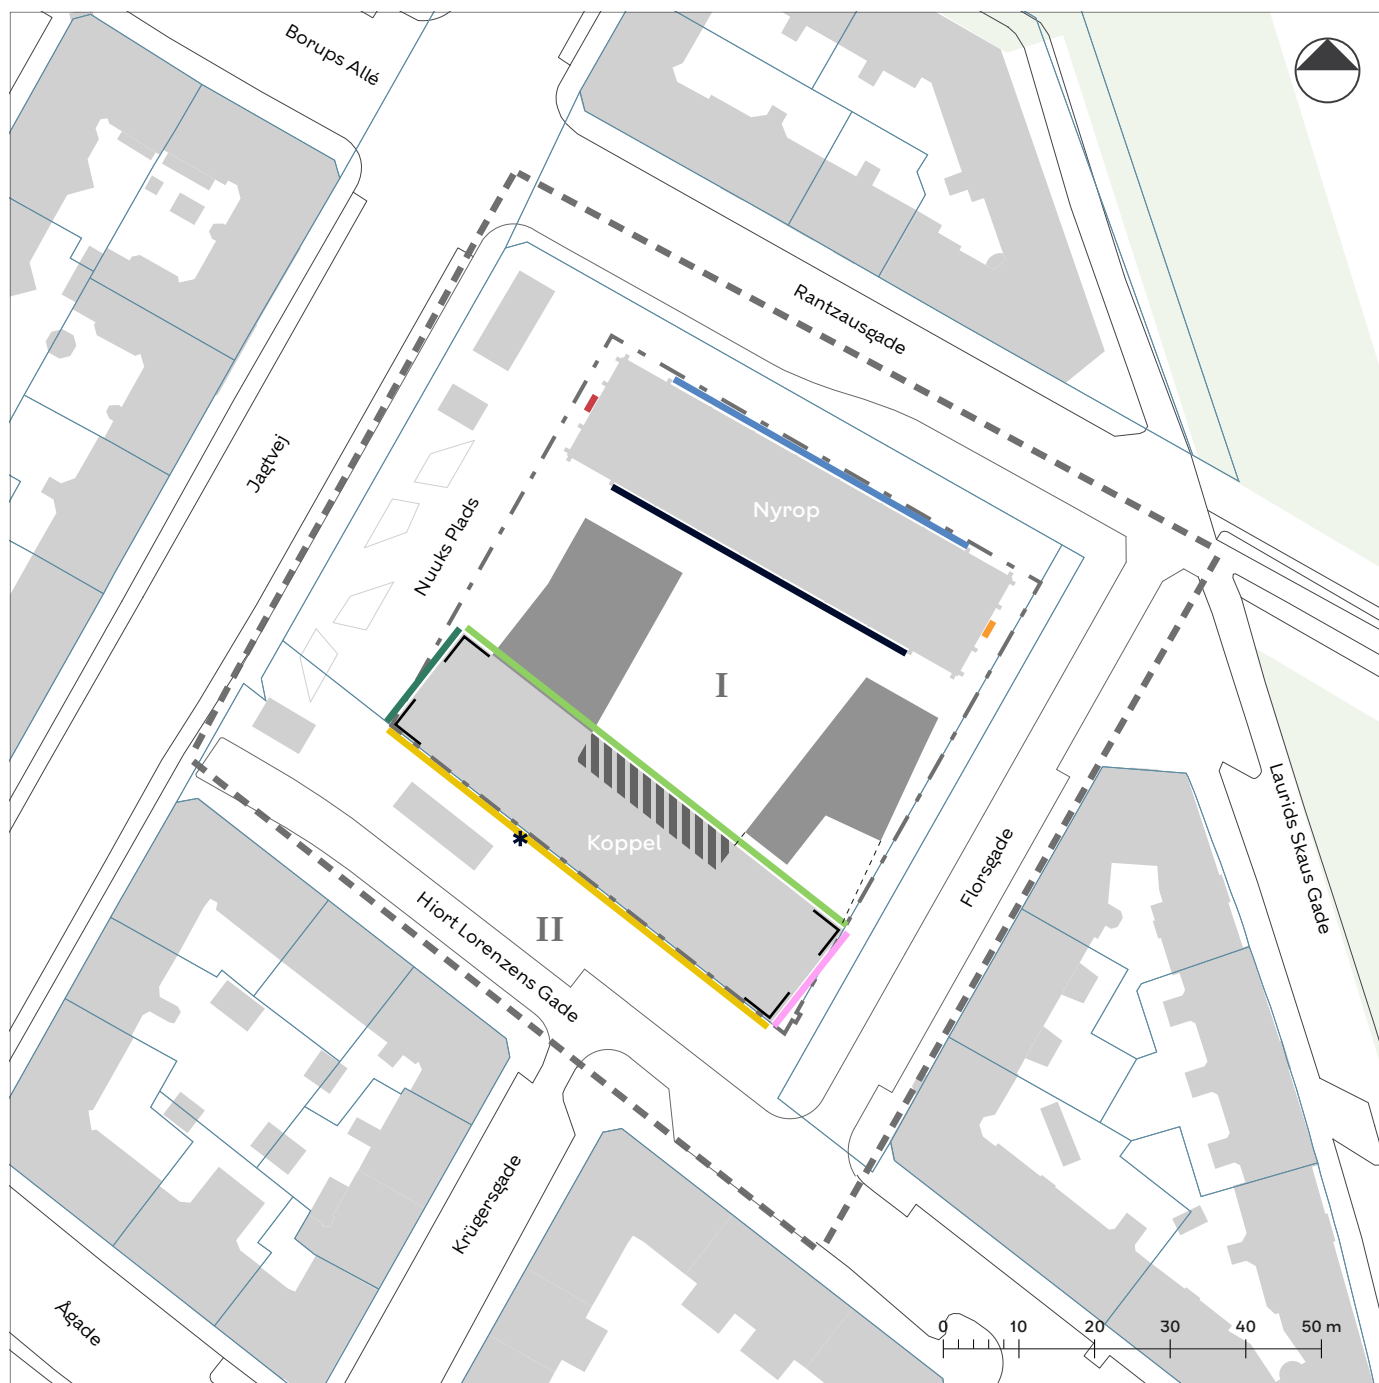 Borups Allé
Rantzausgade
Jagtvej
Nyrop
Nuuks Plads
I
Koppel
Laurids Skaus Gade
Florsgade
Hiort Lorenzens Gade
II
*
Krügersgade
Ågade
0 10 20 30 40 50 m